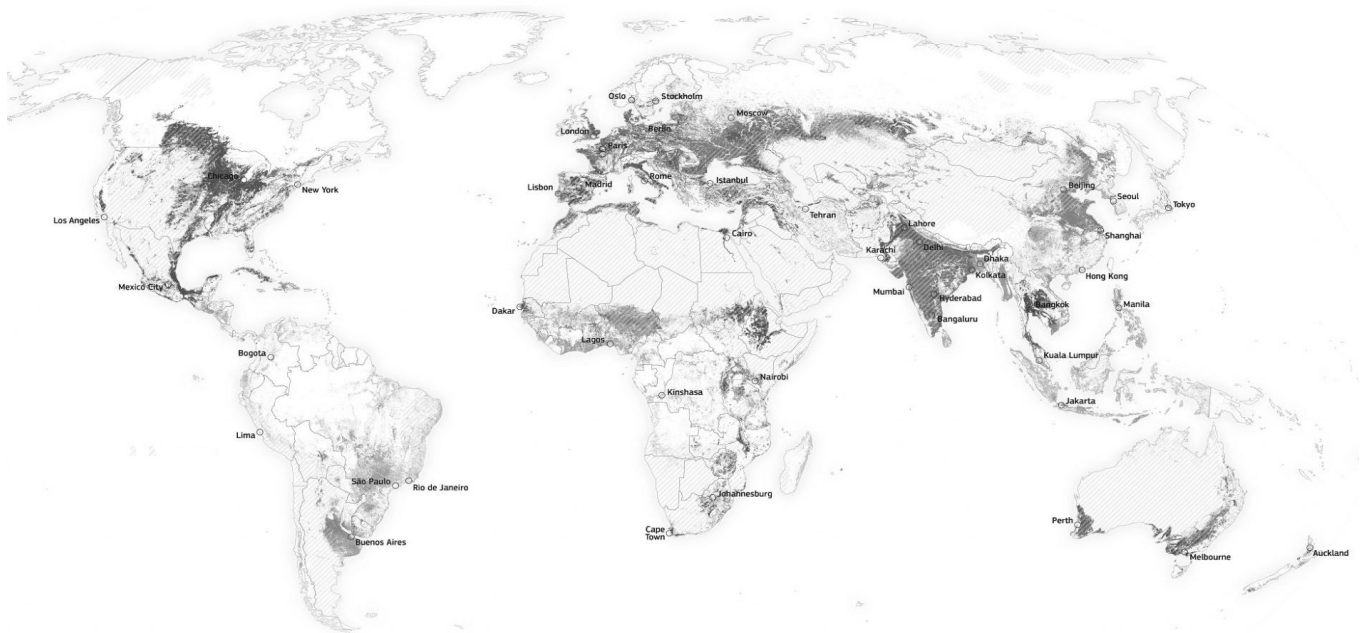 Oslo
Stockholm
Moscow
London
Berlin
Paris
Chicago
New York
Lisbon
Madrid
Rome
Istanbul
Beijing
Seoul
Tokyo
Los Angeles
Tehran
Lahore
Shanghai
Cairo
Karachi
Delhi
Dhaka
Kolkata
Hong Kong
Mexico City
Mumbai
Hyderabad
Bangkok
Manila
Dakar
Bangaluru
Lagos
Bogota
Kuala Lumpur
Nairobi
Kinshasa
Jakarta
Lima
São Paulo
Rio de Janeiro
Johannesburg
Perth
Cape
Town
Buenos Aires
Melbourne
Auckland